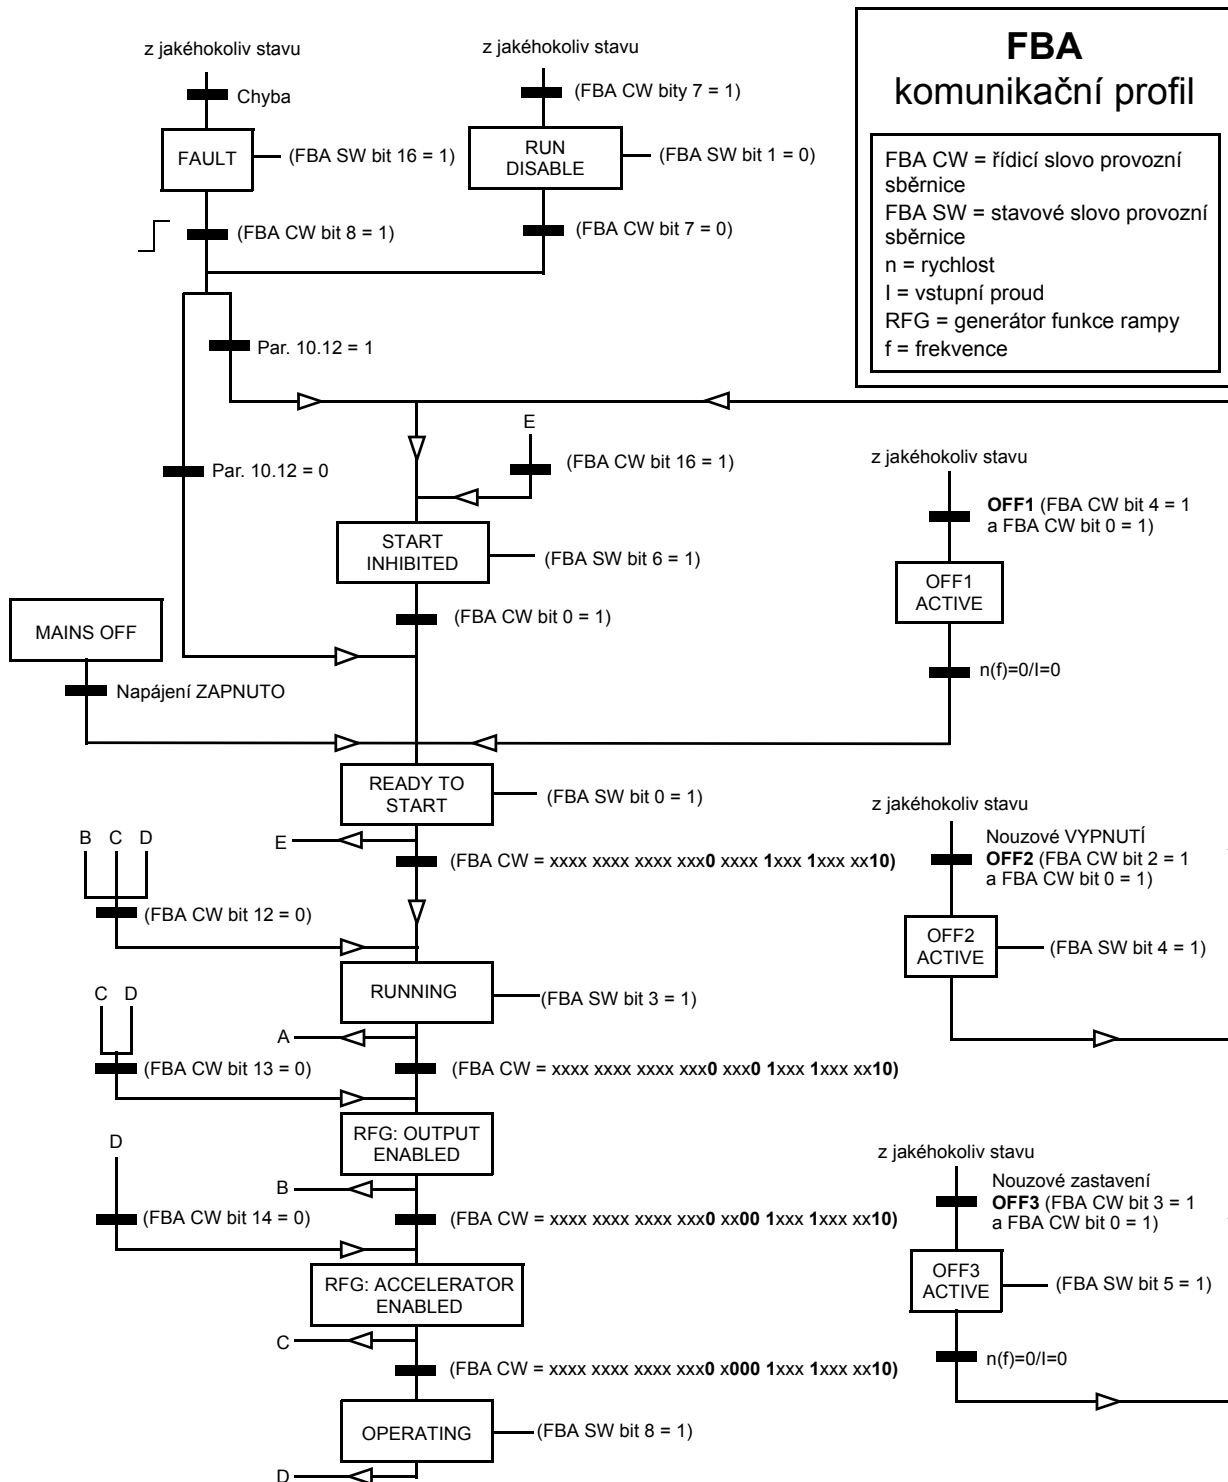 z jakéhokoliv stavu
z jakéhokoliv stavu
FBA
komunikační profil
FBA CW = řídicí slovo provozní
sběrnice
FBA SW = stavové slovo provozní
sběrnice
n = rychlost
I = vstupní proud
RFG = generátor funkce rampy
f = frekvence
Chyba
(FBA CW bity 7 = 1)
FAULT
(FBA SW bit 16 = 1)
RUN
DISABLE
(FBA SW bit 1 = 0)
(FBA CW bit 8 = 1)
(FBA CW bit 7 = 0)
Par. 10.12 = 1
E
(FBA CW bit 16 = 1)
Par. 10.12 = 0
START
INHIBITED
(FBA SW bit 6 = 1)
(FBA CW bit 0 = 1)
z jakéhokoliv stavu
OFF1 (FBA CW bit 4 = 1
a FBA CW bit 0 = 1)
OFF1
ACTIVE
n(f)=0/I=0
MAINS OFF
Napájení ZAPNUTO
READY TO
START
(FBA SW bit 0 = 1)
E
(FBA CW = xxxx xxxx xxxx xxx0 xxxx 1xxx 1xxx xx10)
B C D
(FBA CW bit 12 = 0)
z jakéhokoliv stavu
Nouzové VYPNUTÍ
OFF2 (FBA CW bit 2 = 1
a FBA CW bit 0 = 1)
OFF2
ACTIVE
(FBA SW bit 4 = 1)
RUNNING
(FBA SW bit 3 = 1)
C D
A
(FBA CW bit 13 = 0)
(FBA CW = xxxx xxxx xxxx xxx0 xxx0 1xxx 1xxx xx10)
RFG: OUTPUT
ENABLED
D
B
(FBA CW bit 14 = 0)
(FBA CW = xxxx xxxx xxxx xxx0 xx00 1xxx 1xxx xx10)
z jakéhokoliv stavu
Nouzové zastavení
OFF3 (FBA CW bit 3 = 1
a FBA CW bit 0 = 1)
OFF3
ACTIVE
(FBA SW bit 5 = 1)
n(f)=0/I=0
RFG: ACCELERATOR
ENABLED
C
(FBA CW = xxxx xxxx xxxx xxx0 x000 1xxx 1xxx xx10)
OPERATING
(FBA SW bit 8 = 1)
D